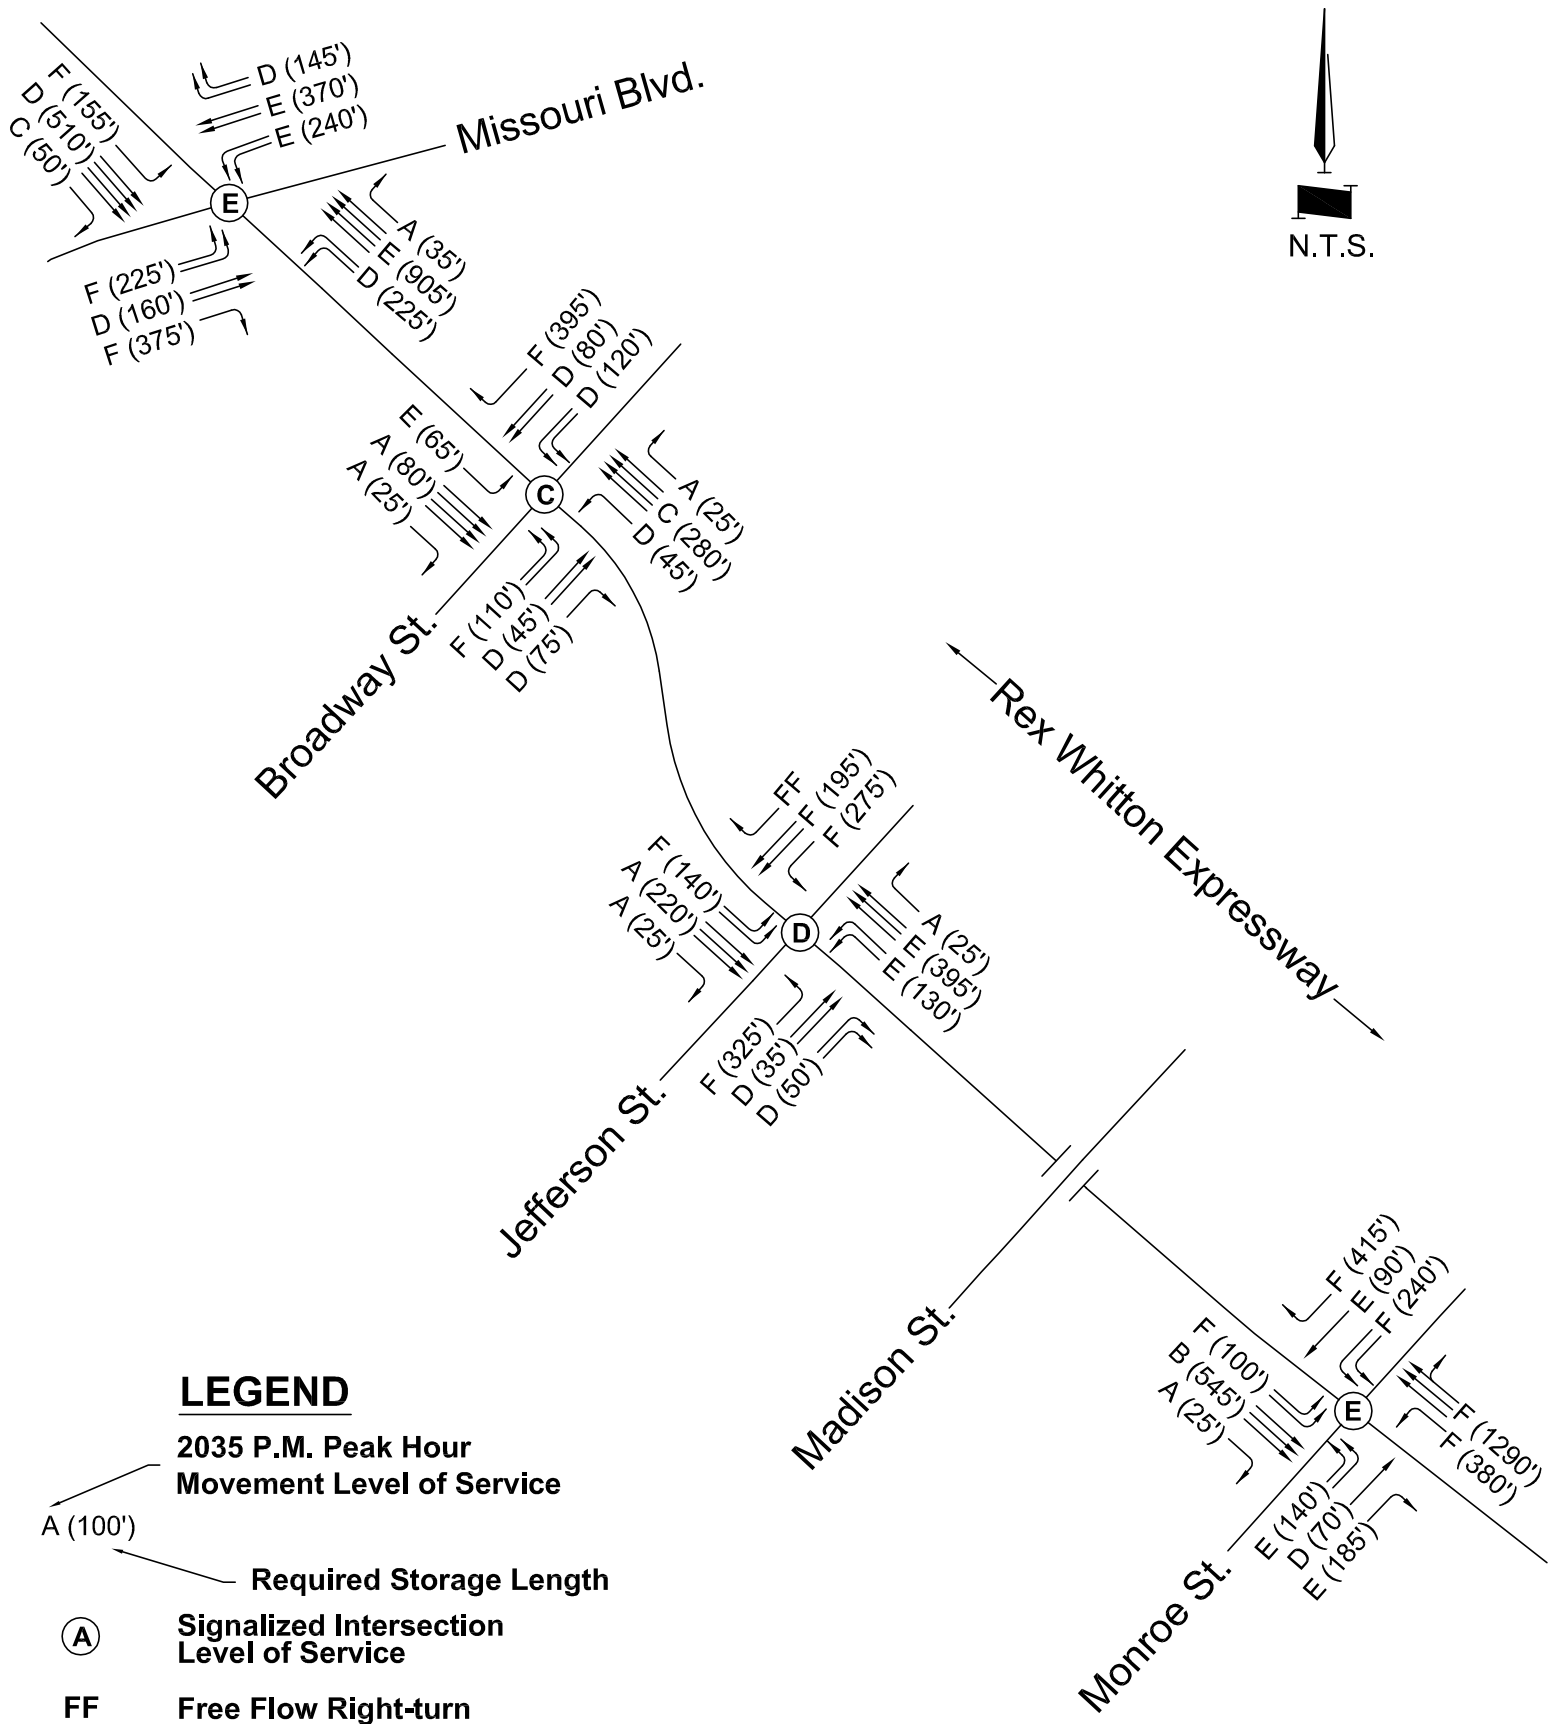 D (145')
E (370')
E (240')
Missouri Blvd.
F (155')
D (510')
C (50')
E
N.T.S.
A (35')
E (905')
D (225')
F (225')
D (160')
F (375')
F (395')
D (80')
D (120')
E (65')
A (80')
A (25')
C
A (25')
C (280')
D (45')
F (110')
D (45')
D (75')
Broadway St.
Rex Whitton Expressway
FF
F (195')
F (275')
F (140')
A (220')
A (25')
D
A (25')
E (395')
E (130')
F (325')
D (35')
D (50')
Jefferson St.
Madison St.
F (415')
E (90')
F (240')
F (100')
B (545')
A (25')
E
F (1290')
F (380')
E (140')
D (70')
E (185')
Monroe St.
LEGEND
2035 P.M. Peak Hour
Movement Level of Service
A (100')
Required Storage Length
A
Signalized Intersection
Level of Service
FF
Free Flow Right-turn